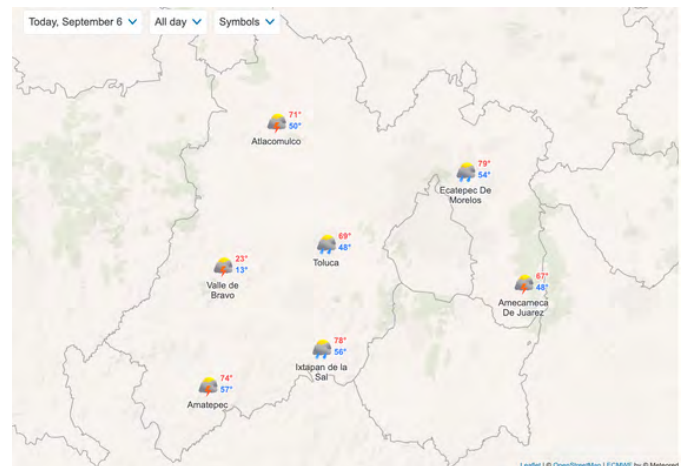 Today, September 6
All day
Symbols
71°
50°
Atlacomulco
79°
54°
Ecatepec De
Morelos
69°
48°
Toluca
23°
13°
Valle de
Bravo
67°
48°
Amecameca
De Juarez
78°
56°
Ixtapan de la
Sal
74°
57°
Amatepec
Leaflet | © OpenStreetMap | ECMWF by © Meteored